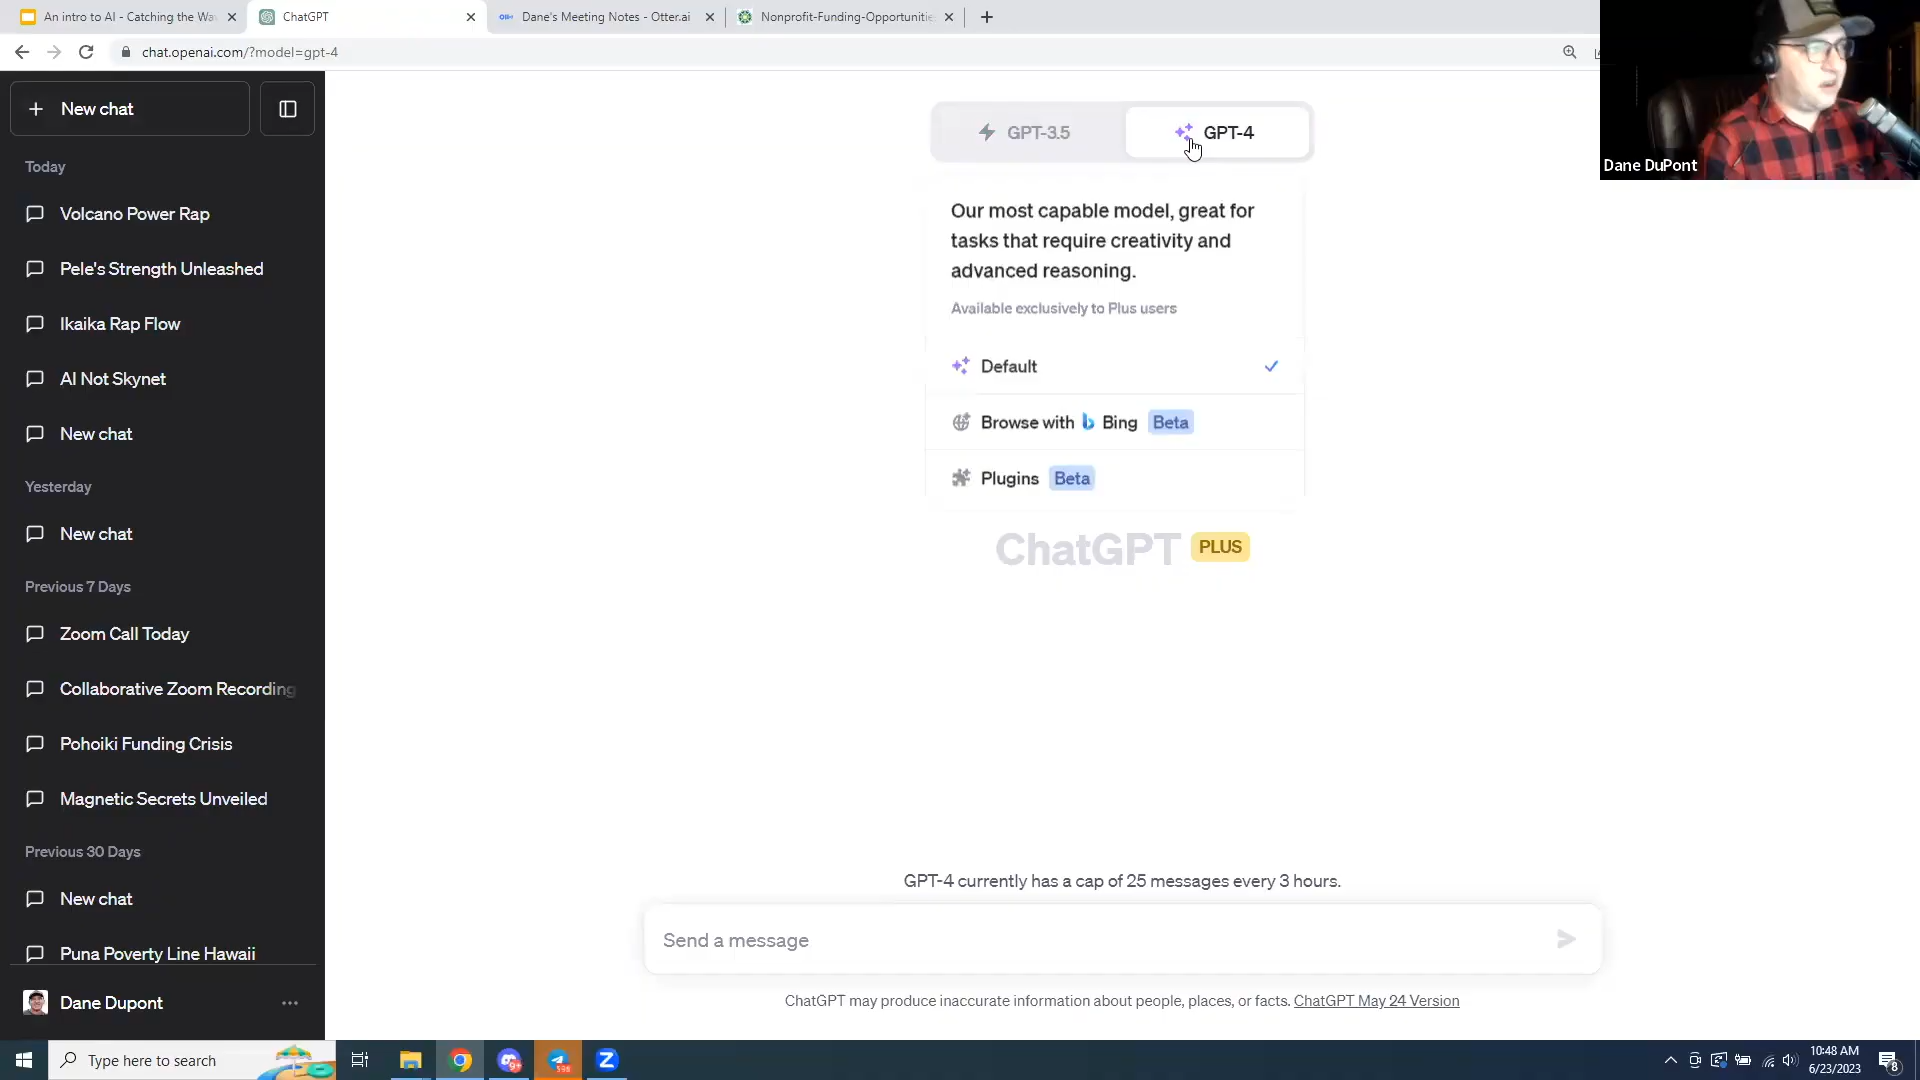 An intro to AI - Catching the Wa
ChatGPT
Dane's Meeting Notes - Otter.ai
Nonprofit-Funding-Opportunitie
chat.openai.com/?model=gpt-4
New chat
Today
Volcano Power Rap
Pele's Strength Unleashed
Ikaika Rap Flow
AI Not Skynet
New chat
Yesterday
New chat
Previous 7 Days
Zoom Call Today
Collaborative Zoom Recording
Pohoiki Funding Crisis
Magnetic Secrets Unveiled
Previous 30 Days
New chat
Puna Poverty Line Hawaii
Dane Dupont
GPT-3.5
GPT-4
Our most capable model, great for
tasks that require creativity and
advanced reasoning.
Available exclusively to Plus users
Default
Browse with Bing Beta
Plugins Beta
ChatGPT PLUS
GPT-4 currently has a cap of 25 messages every 3 hours.
Send a message
ChatGPT may produce inaccurate information about people, places, or facts. ChatGPT May 24 Version
Dane DuPont
Type here to search
10:48 AM
6/23/2023
8